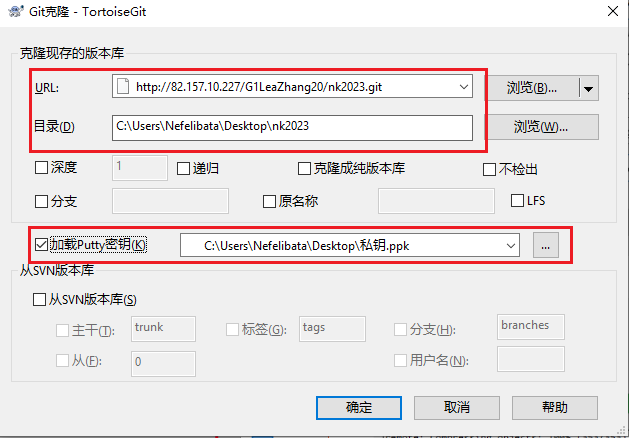 Git克隆 - TortoiseGit
克隆现存的版本库
URL: http://82.157.10.227/G1LeaZhang20/nk2023.git 浏览(B)...
目录(D) C:\Users\Nefelibata\Desktop\nk2023 浏览(W)...
深度 1 递归 克隆成纯版本库 不检出
分支 原名称 LFS
加载Putty密钥(K) C:\Users\Nefelibata\Desktop\私钥.ppk ...
从SVN版本库
从SVN版本库(S)
主干(T): trunk 标签(G): tags 分支(H): branches
从(F): 0 用户名(N):
确定 取消 帮助